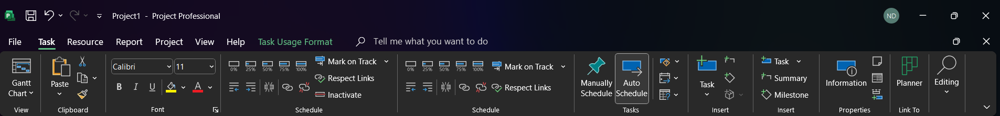 Project1 - Project Professional
ND
File Task Resource Report Project View Help Task Usage Format Tell me what you want to do
Gantt
Chart
View
Paste
Clipboard
Calibri 11
B I U A
Font
0% 25% 50% 75% 100%
Mark on Track
Respect Links
Inactivate
Schedule
0% 25% 50% 75% 100%
Mark on Track
Respect Links
Schedule
Manually
Schedule
Auto
Schedule
Tasks
Task
Insert
Task
Summary
Milestone
Insert
Information
Properties
Planner
Link To
Editing